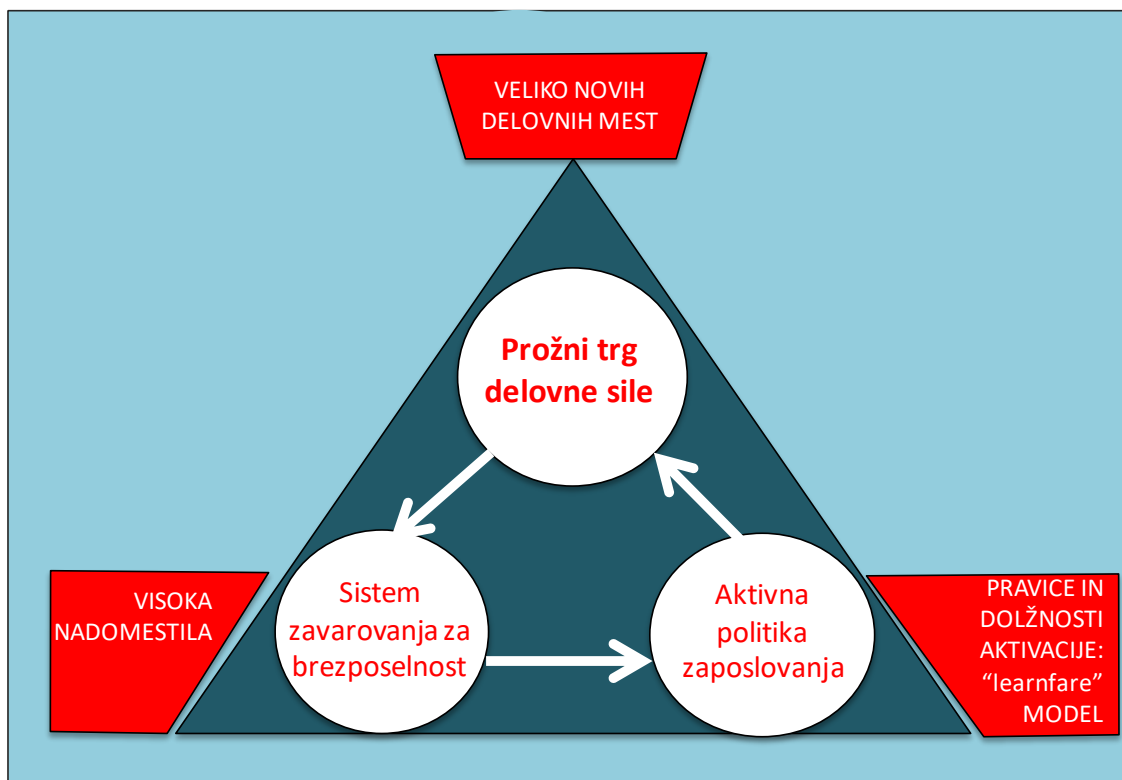 VELIKO NOVIH
DELOVNIH MEST
Prožni trg
delovne sile
Sistem
zavarovanja za
brezposelnost
Aktivna
politika
zaposlovanja
VISOKA
NADOMESTILA
PRAVICE IN
DOLŽNOSTI
AKTIVACIJE:
“learnfare”
MODEL